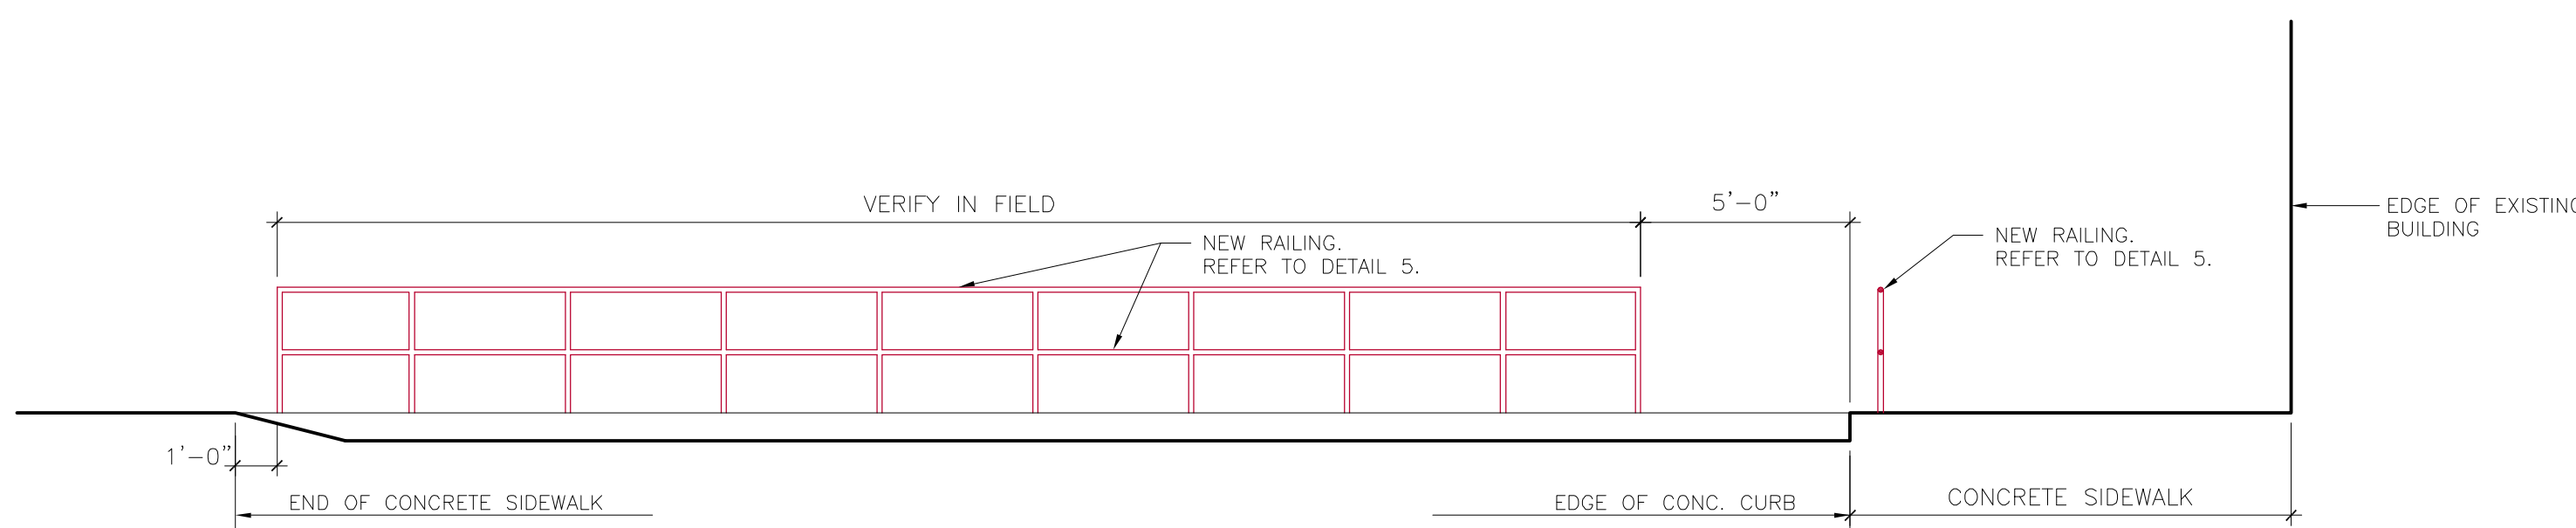 VERIFY IN FIELD
5'-0"
NEW RAILING.
REFER TO DETAIL 5.
NEW RAILING.
REFER TO DETAIL 5.
EDGE OF EXISTING
BUILDING
1'-0"
END OF CONCRETE SIDEWALK
EDGE OF CONC. CURB
CONCRETE SIDEWALK